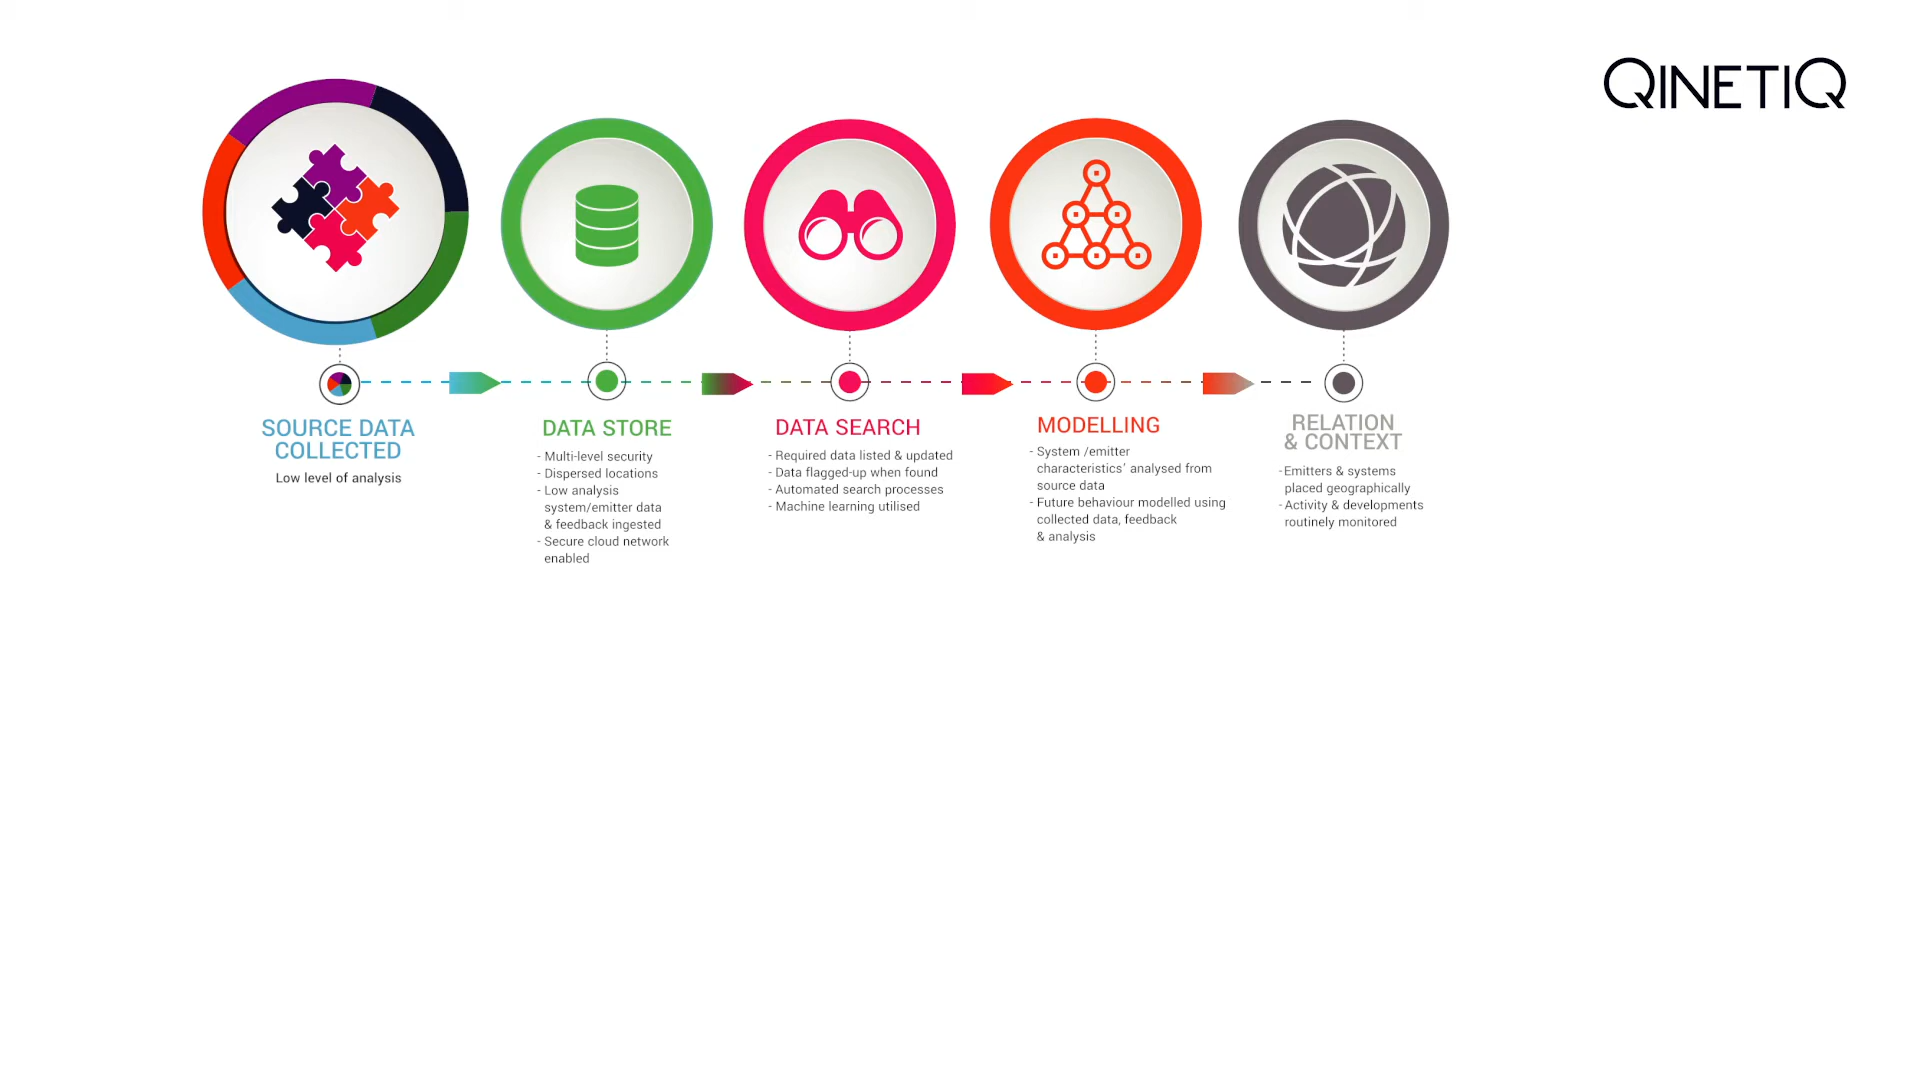 QINETIQ
SOURCE DATA
COLLECTED
Low level of analysis
DATA STORE
- Multi-level security
- Dispersed locations
- Low analysis
system/emitter data
& feedback ingested
- Secure cloud network
enabled
DATA SEARCH
- Required data listed & updated
- Data flagged-up when found
- Automated search processes
- Machine learning utilised
MODELLING
- System /emitter
characteristics’ analysed from
source data
- Future behaviour modelled using
collected data, feedback
& analysis
RELATION
& CONTEXT
- Emitters & systems
placed geographically
- Activity & developments
routinely monitored